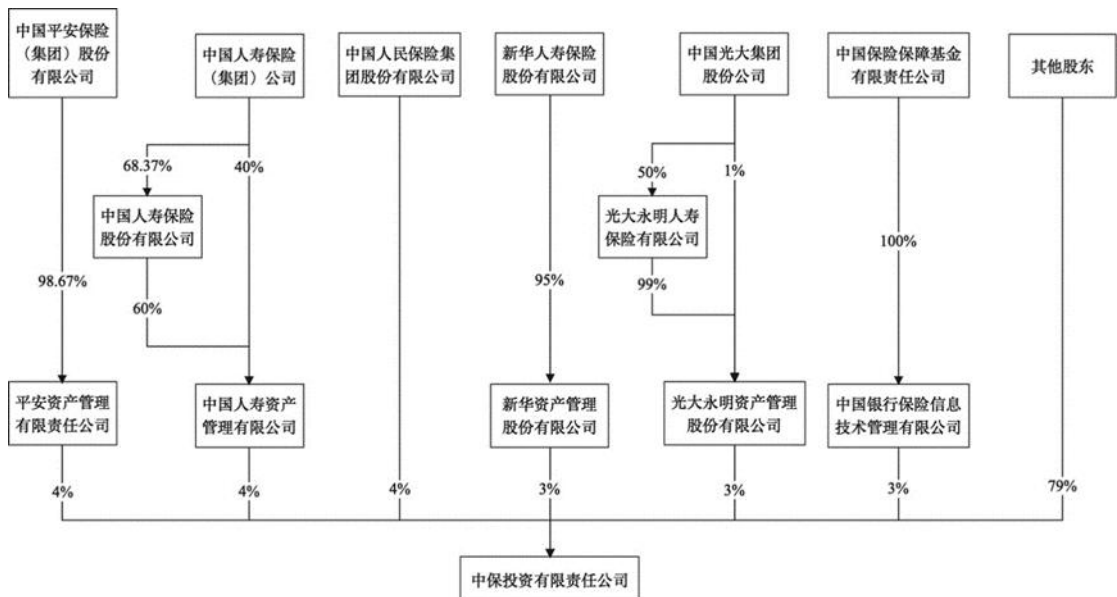 中国平安保险
（集团）股份
有限公司
中国人寿保险
（集团）公司
中国人民保险集
团股份有限公司
新华人寿保险
股份有限公司
中国光大集团
股份公司
中国保险保障基金
有限责任公司
其他股东
68.37%
40%
50%
1%
中国人寿保险
股份有限公司
光大永明人寿
保险有限公司
100%
98.67%
60%
95%
99%
平安资产管理
有限责任公司
中国人寿资产
管理有限公司
新华资产管理
股份有限公司
光大永明资产管理
股份有限公司
中国银行保险信息
技术管理有限公司
4%
4%
4%
3%
3%
3%
79%
中保投资有限责任公司